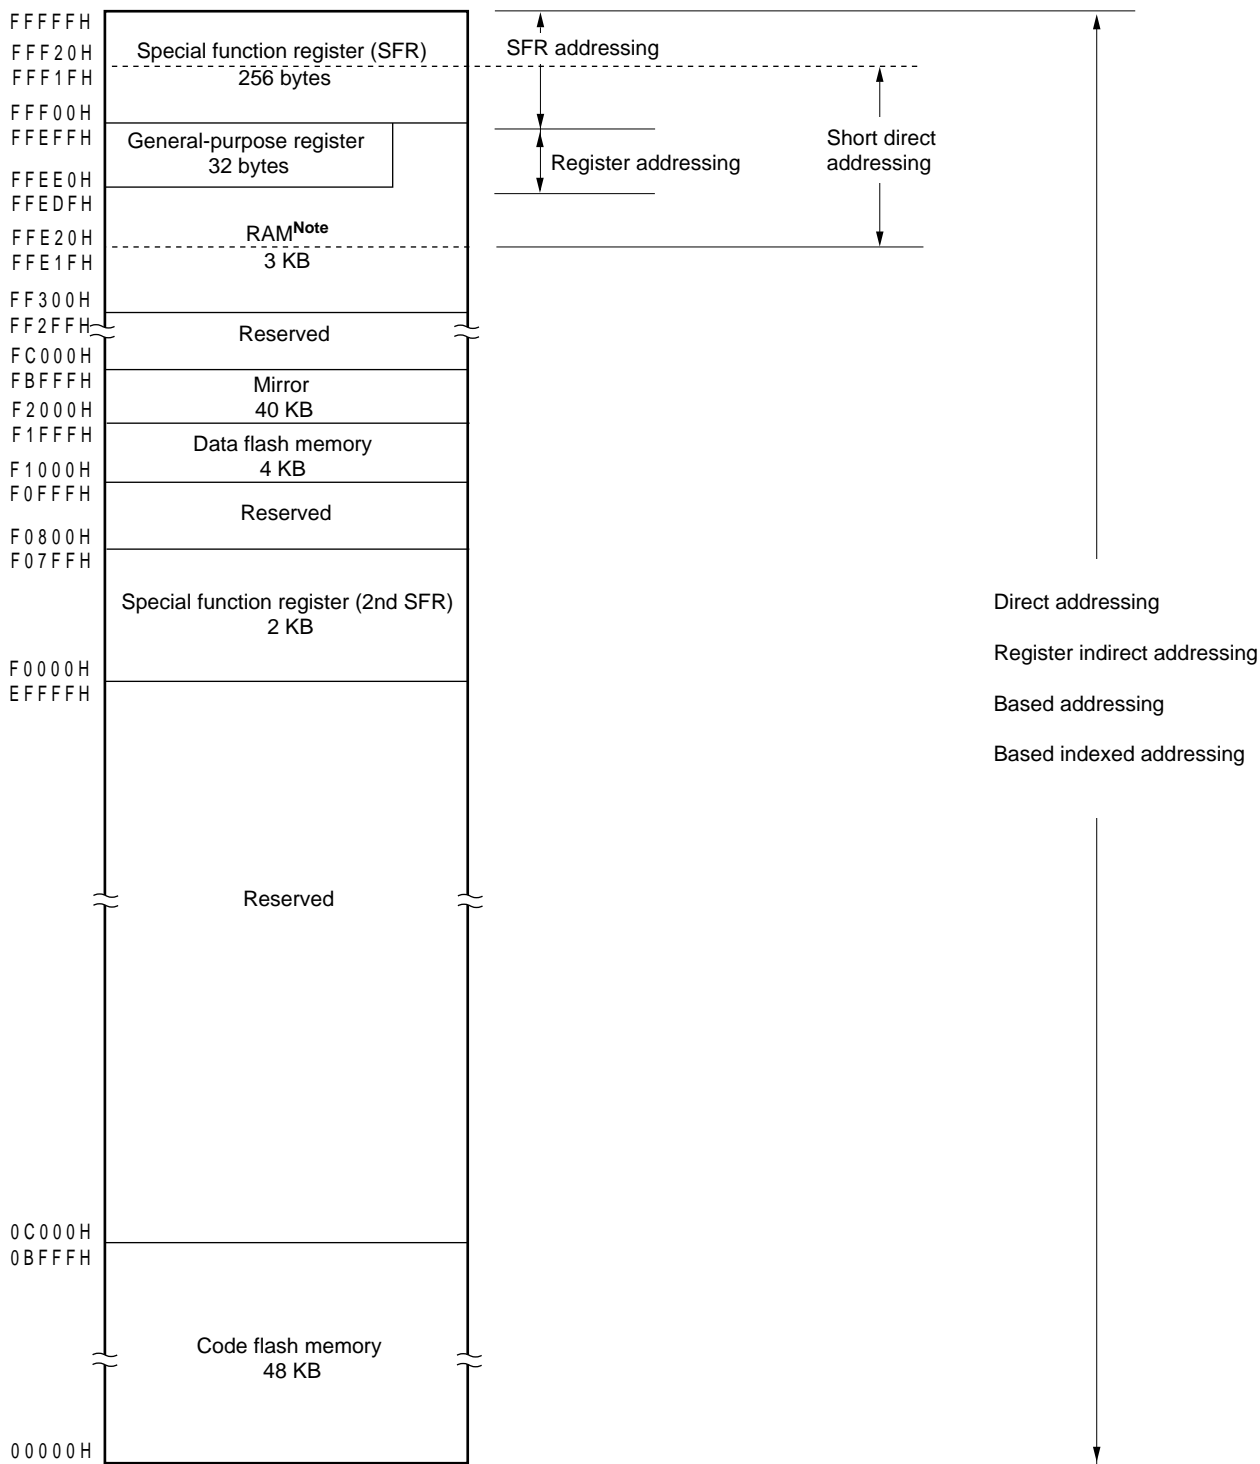 FFFFFH
FFF20H
Special function register (SFR)
SFR addressing
FFF1FH
256 bytes
FFF00H
FFEFFH
General-purpose register
32 bytes
Register addressing
Short direct
addressing
FFEE0H
FFEDFH
FFE20H
RAMNote
FFE1FH
3 KB
FF300H
FF2FFH
Reserved
FC000H
FBFFFH
Mirror
40 KB
F2000H
F1FFFH
Data flash memory
4 KB
F1000H
F0FFFH
Reserved
F0800H
F07FFH
Special function register (2nd SFR)
2 KB
Direct addressing
Register indirect addressing
Based addressing
Based indexed addressing
F0000H
EFFFFH
Reserved
0C000H
0BFFFH
Code flash memory
48 KB
00000H